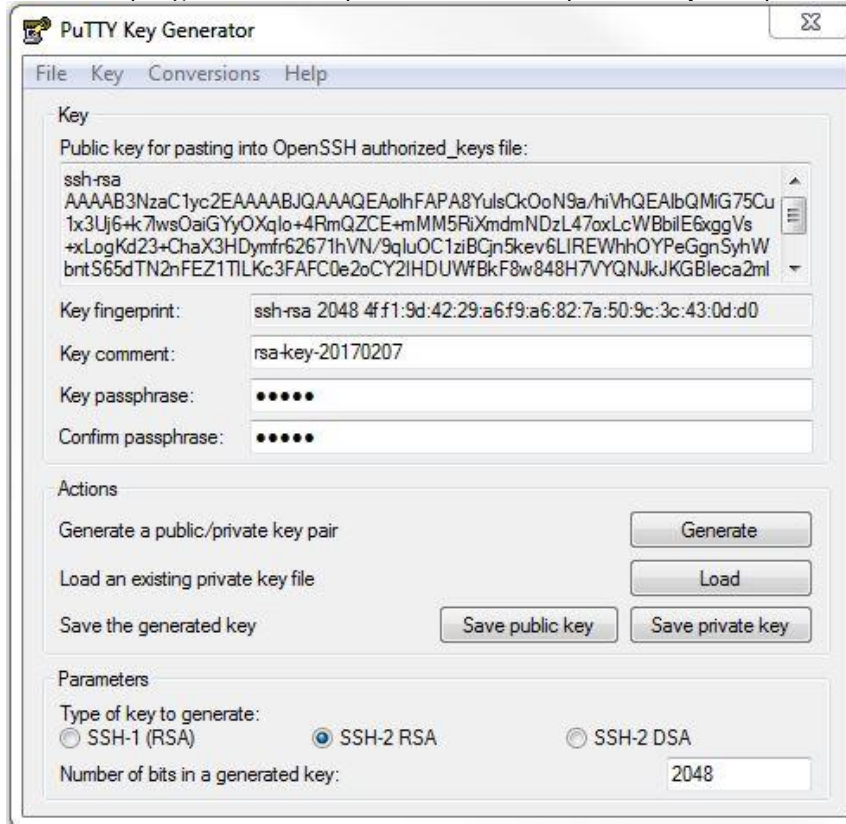 PuTTY Key Generator
File Key Conversions Help
Key
Public key for pasting into OpenSSH authorized_keys file:
ssh-rsa
AAAAB3NzaC1yc2EAAAABJQAAAQEAolhFAPA8YulsCkOoN9a/hiVhQEAlbQMiG75Cu
1x3Uj6+k7lwsOaiGYyOXqlo+4RmQZCE+mMM5RiXmdmNDzL47oxLcWBbilE6xggVs
+xLogKd23+ChaX3HDymfr62671hVN/9qluOC1ziBCjn5kev6LIREWhhOYPeGgnSyhW
bntS65dTN2nFEZ1TlLKc3FAFC0e2oCY2IHDUWfBkF8w848H7VYQNJkJKGBleca2ml
Key fingerprint: ssh-rsa 2048 4f:f1:9d:42:29:a6:f9:a6:82:7a:50:9c:3c:43:0d:d0
Key comment: rsa-key-20170207
Key passphrase: •••••
Confirm passphrase: •••••
Actions
Generate a public/private key pair Generate
Load an existing private key file Load
Save the generated key Save public key Save private key
Parameters
Type of key to generate:
SSH-1 (RSA) SSH-2 RSA SSH-2 DSA
Number of bits in a generated key: 2048